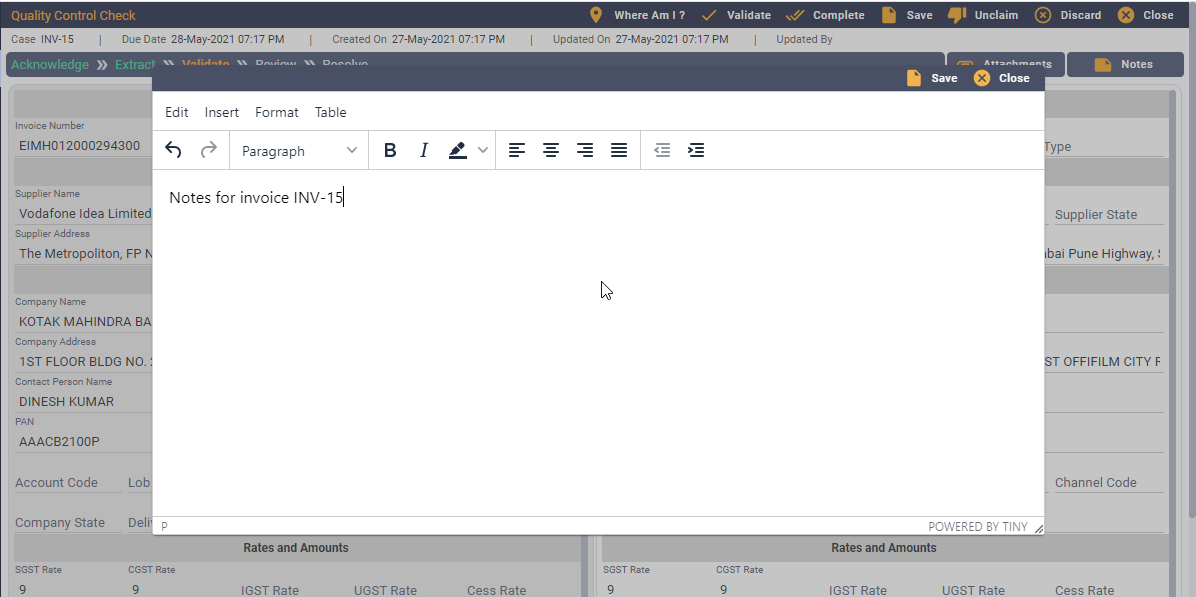 Quality Control Check Where Am I ? Validate Complete Save Unclaim Discard Close
Case INV-15 | Due Date 28-May-2021 07:17 PM | Created On 27-May-2021 07:17 PM | Updated On 27-May-2021 07:17 PM | Updated By
Acknowledge » Extract » Validate » Review » Resolve Attachments Notes
Save Close
Edit Insert Format Table
Paragraph B I
Notes for invoice INV-15
Invoice Number
EIMH012000294300 Type
Supplier Name
Vodafone Idea Limited Supplier State
Supplier Address
The Metropoliton, FP N bai Pune Highway,
Company Name
KOTAK MAHINDRA BA
Company Address
1ST FLOOR BLDG NO. ST OFFIFILM CITY
Contact Person Name
DINESH KUMAR
PAN
AAACB2100P
Account Code Lob Channel Code
Company State Deli
P POWERED BY TINY
Rates and Amounts Rates and Amounts
SGST Rate CGST Rate SGST Rate CGST Rate
9 9 IGST Rate UGST Rate Cess Rate 9 9 IGST Rate UGST Rate Cess Rate